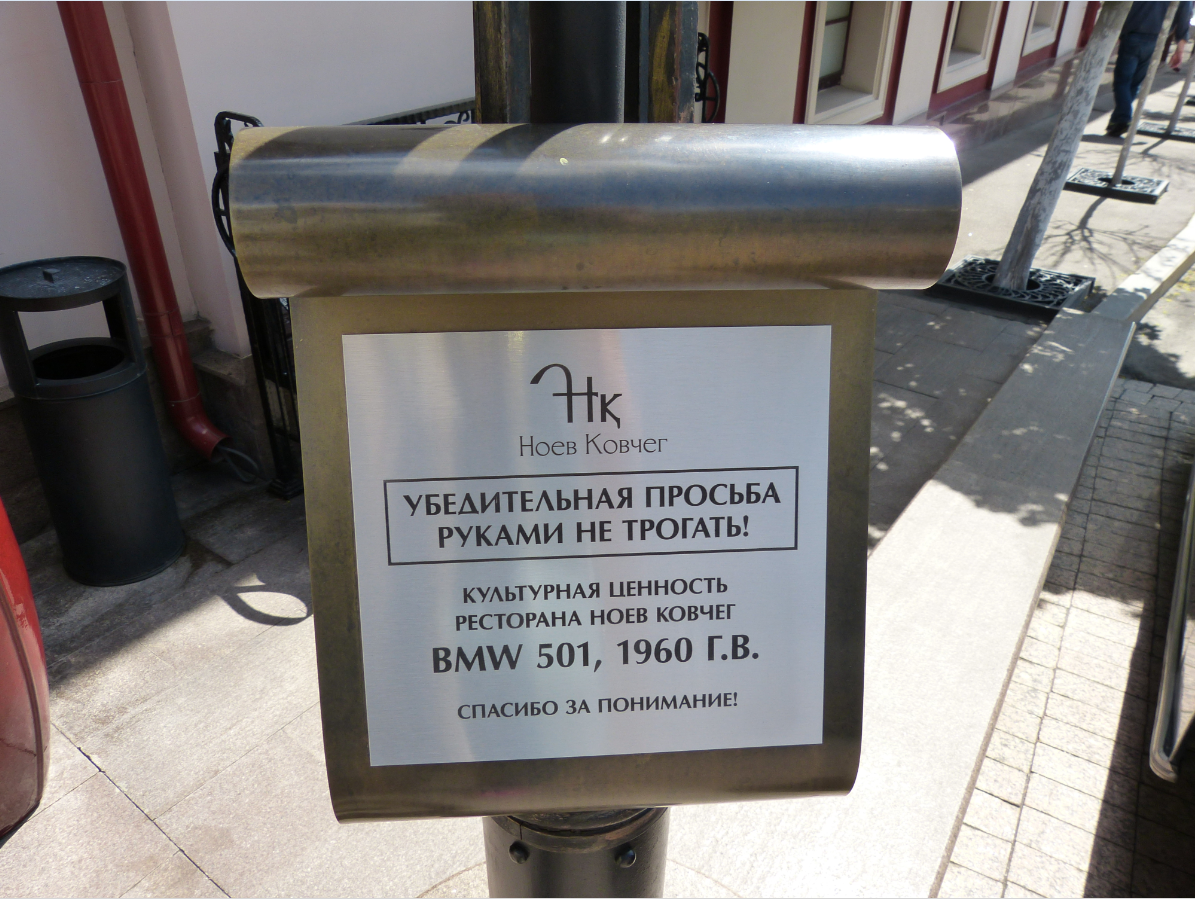 Нк
Ноев Ковчег
УБЕДИТЕЛЬНАЯ ПРОСЬБА
РУКАМИ НЕ ТРОГАТЬ!
КУЛЬТУРНАЯ ЦЕННОСТЬ
РЕСТОРАНА НОЕВ КОВЧЕГ
BMW 501, 1960 Г.В.
СПАСИБО ЗА ПОНИМАНИЕ!